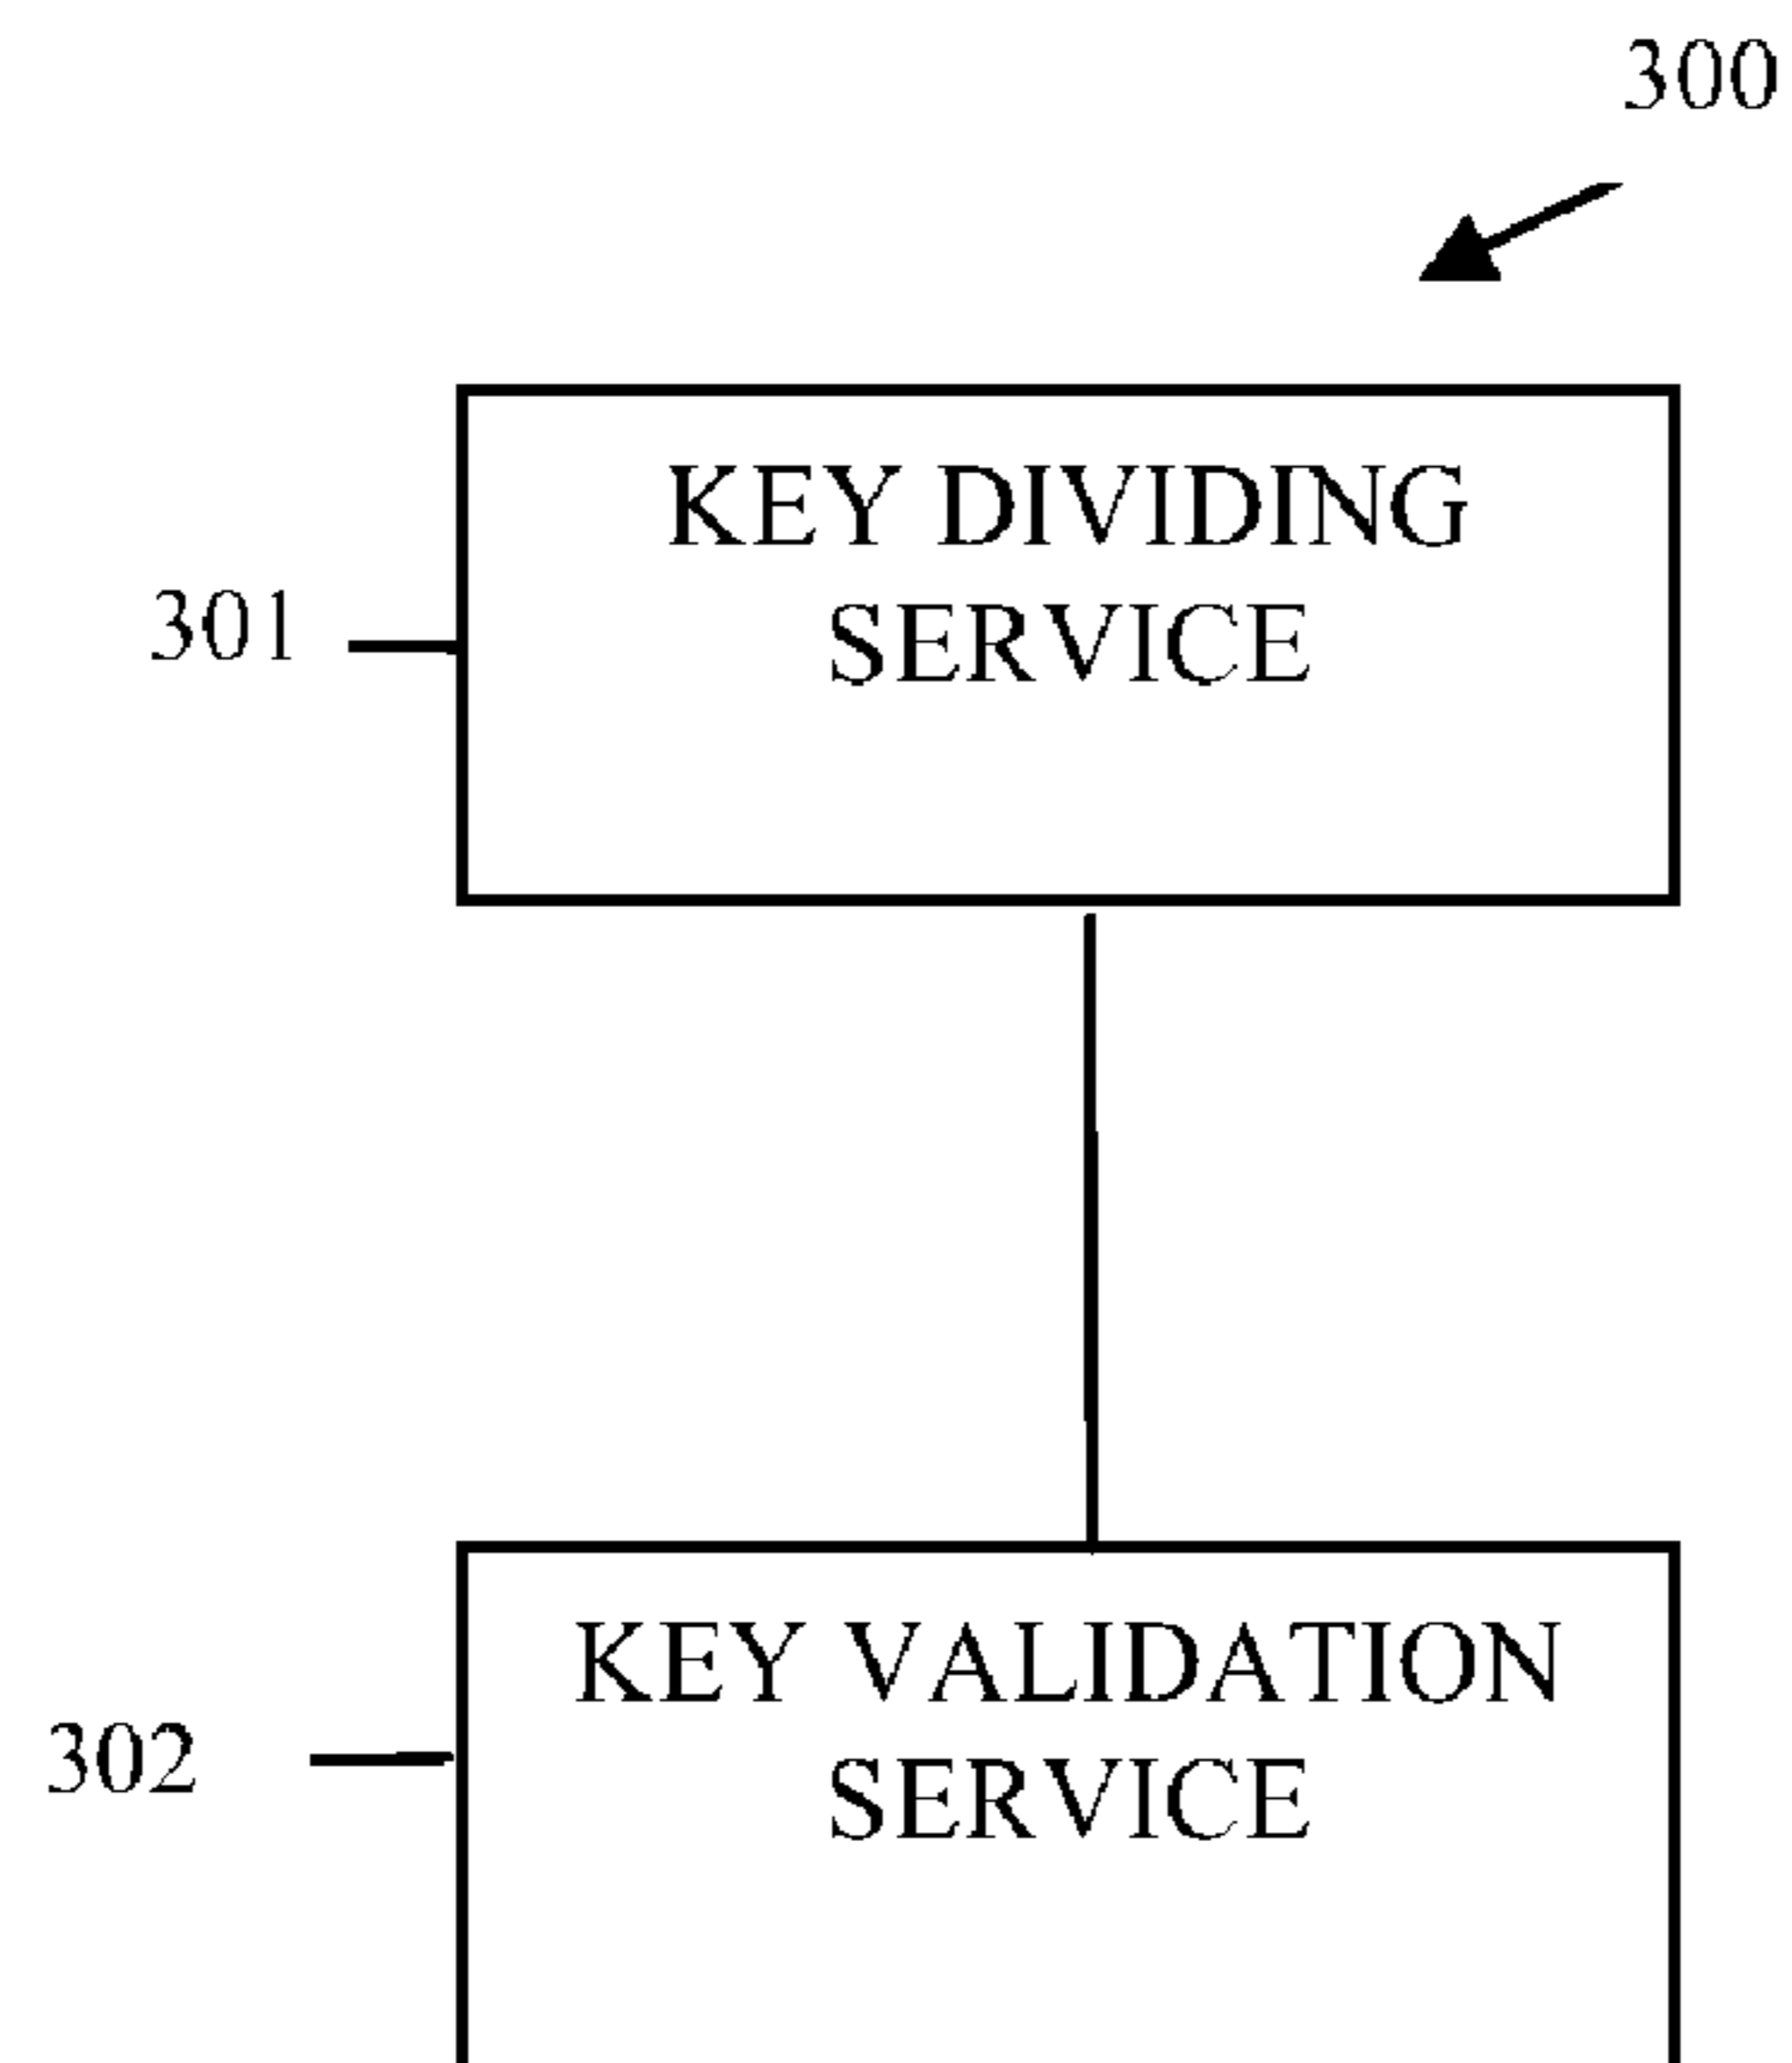 300
KEY DIVIDING
SERVICE
301
KEY VALIDATION
SERVICE
302